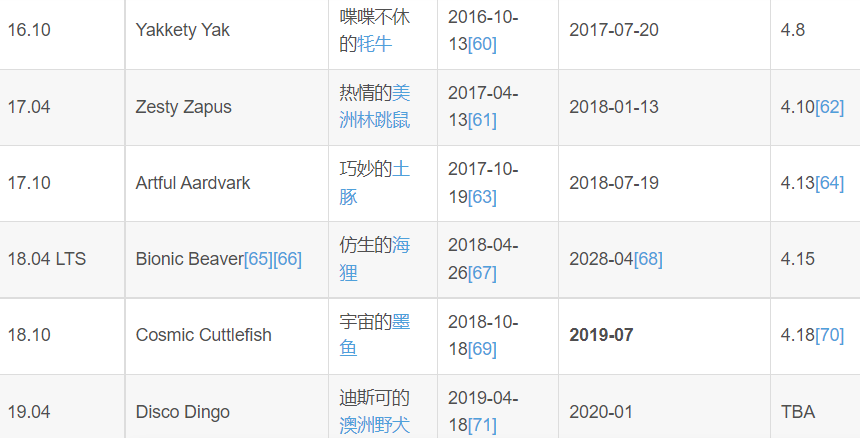 16.10 Yakkety Yak 喋喋不休的牦牛 2016-10-13[60] 2017-07-20 4.8
17.04 Zesty Zapus 热情的美洲林跳鼠 2017-04-13[61] 2018-01-13 4.10[62]
17.10 Artful Aardvark 巧妙的土豚 2017-10-19[63] 2018-07-19 4.13[64]
18.04 LTS Bionic Beaver[65][66] 仿生的海狸 2018-04-26[67] 2028-04[68] 4.15
18.10 Cosmic Cuttlefish 宇宙的墨鱼 2018-10-18[69] 2019-07 4.18[70]
19.04 Disco Dingo 迪斯可的澳洲野犬 2019-04-18[71] 2020-01 TBA